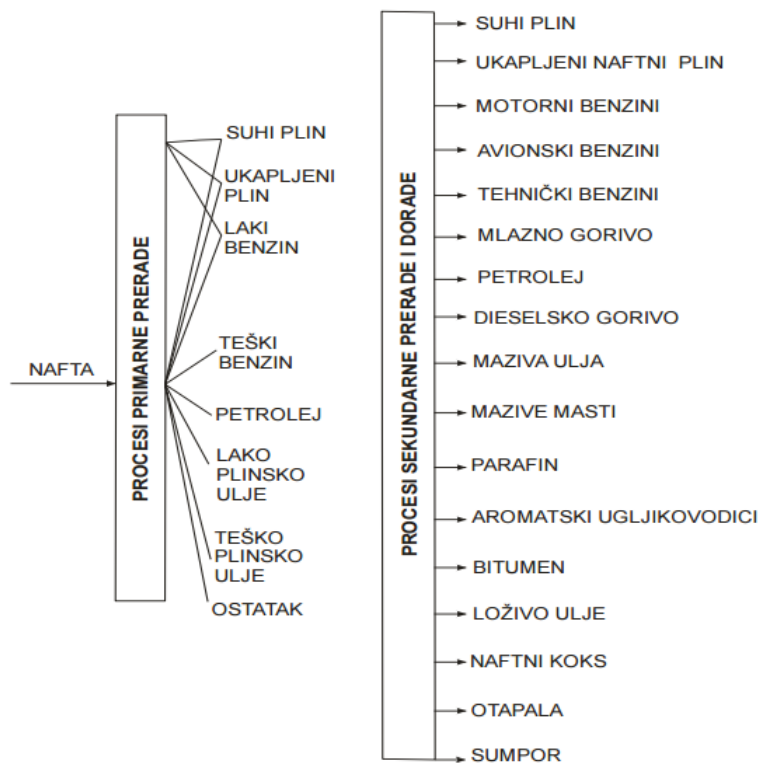 NAFTA
PROCESI PRIMARNE PRERADE
SUHI PLIN
UKAPLJENI
PLIN
LAKI
BENZIN
TEŠKI
BENZIN
PETROLEJ
LAKO
PLINSKO
ULJE
TEŠKO
PLINSKO
ULJE
OSTATAK
PROCESI SEKUNDARNE PRERADE I DORADE
SUHI PLIN
UKAPLJENI NAFTNI PLIN
MOTORNI BENZINI
AVIONSKI BENZINI
TEHNIČKI BENZINI
MLAZNO GORIVO
PETROLEJ
DIESELSKO GORIVO
MAZIVA ULJA
MAZIVE MASTI
PARAFIN
AROMATSKI UGLJIKOVODICI
BITUMEN
LOŽIVO ULJE
NAFTNI KOKS
OTAPALA
SUMPOR